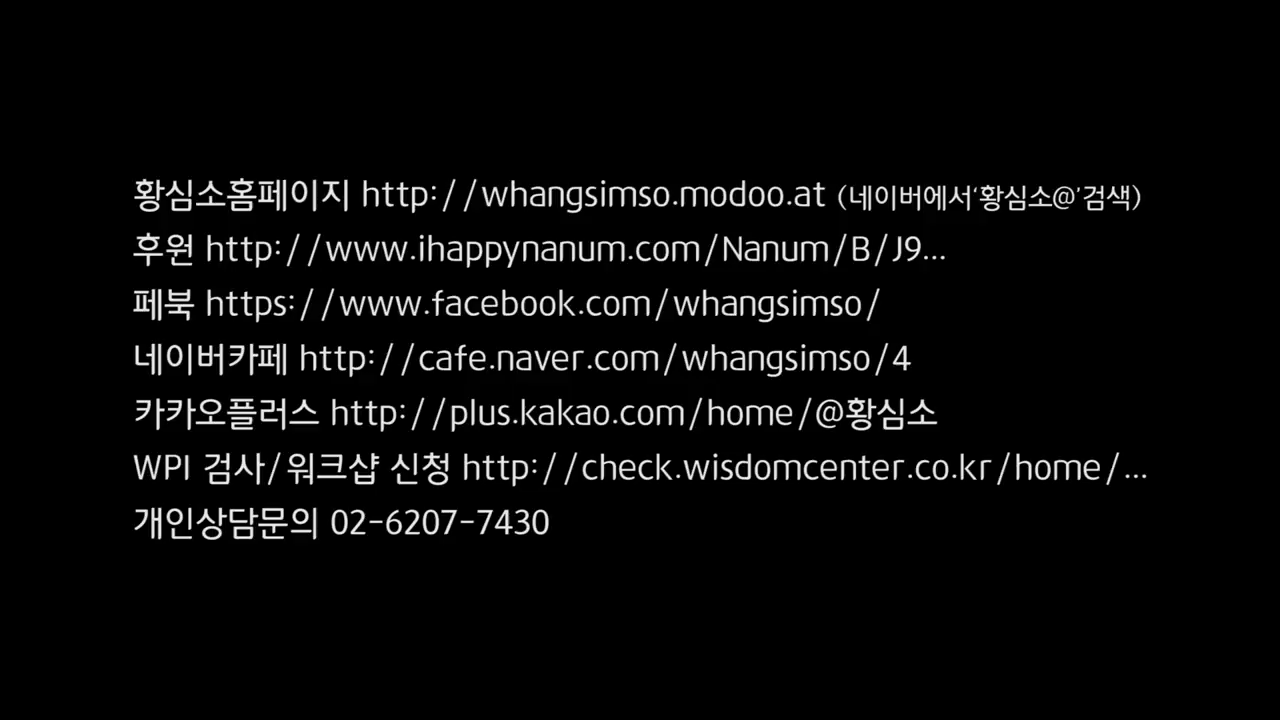 황심소홈페이지 http://whangsimso.modoo.at (네이버에서'황심소@'검색)
후원 http://www.ihappynanum.com/Nanum/B/J9...
페북 https://www.facebook.com/whangsimso/
네이버카페 http://cafe.naver.com/whangsimso/4
카카오플러스 http://plus.kakao.com/home/@황심소
WPI 검사/워크샵 신청 http://check.wisdomcenter.co.kr/home/...
개인상담문의 02-6207-7430